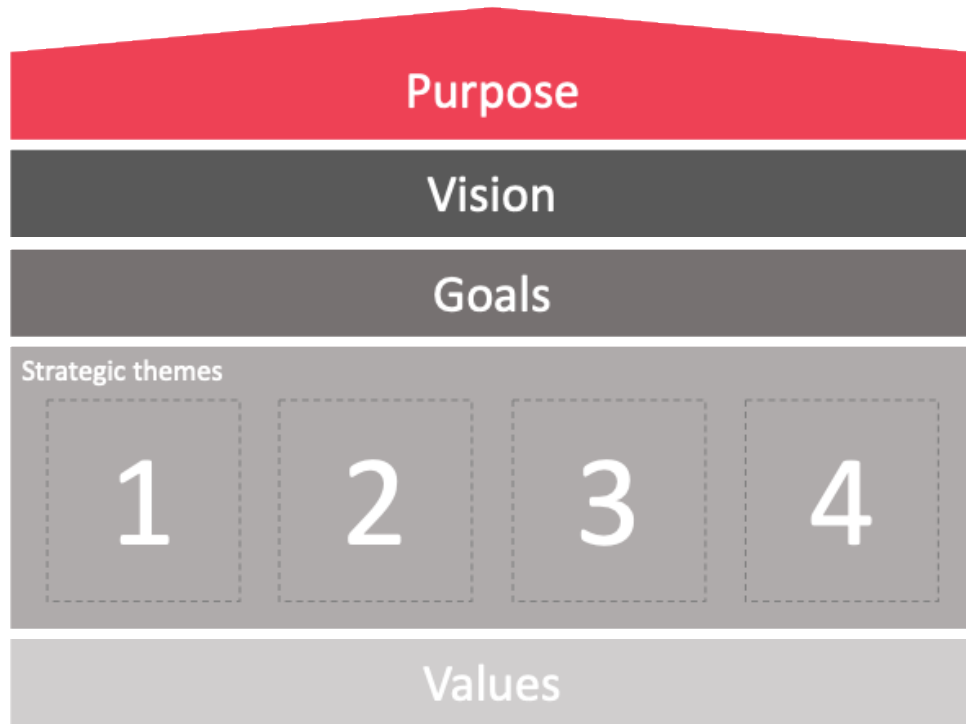 Purpose
Vision
Goals
Strategic themes
1 2 3 4
Values